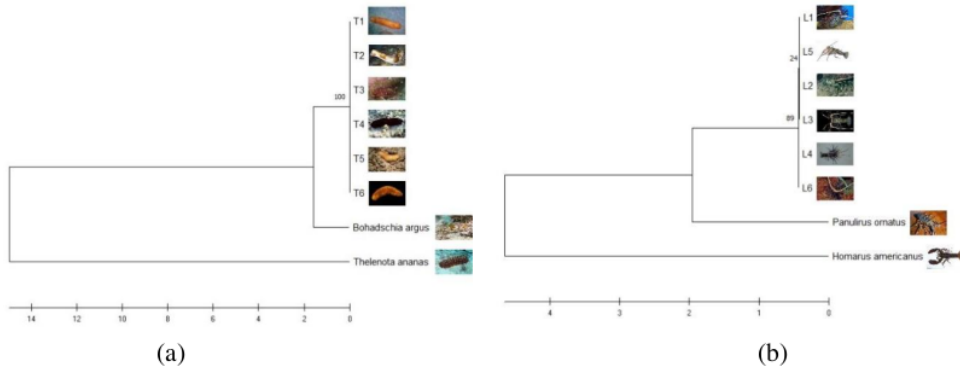 T1
T2
T3
T4
T5
T6
100
Bohadschia argus
Thelenota ananas
14 12 10 8 6 4 2 0
(a)
L1
L5
24
L2
89
L3
L4
L6
Panulirus ornatus
Homarus americanus
4 3 2 1 0
(b)